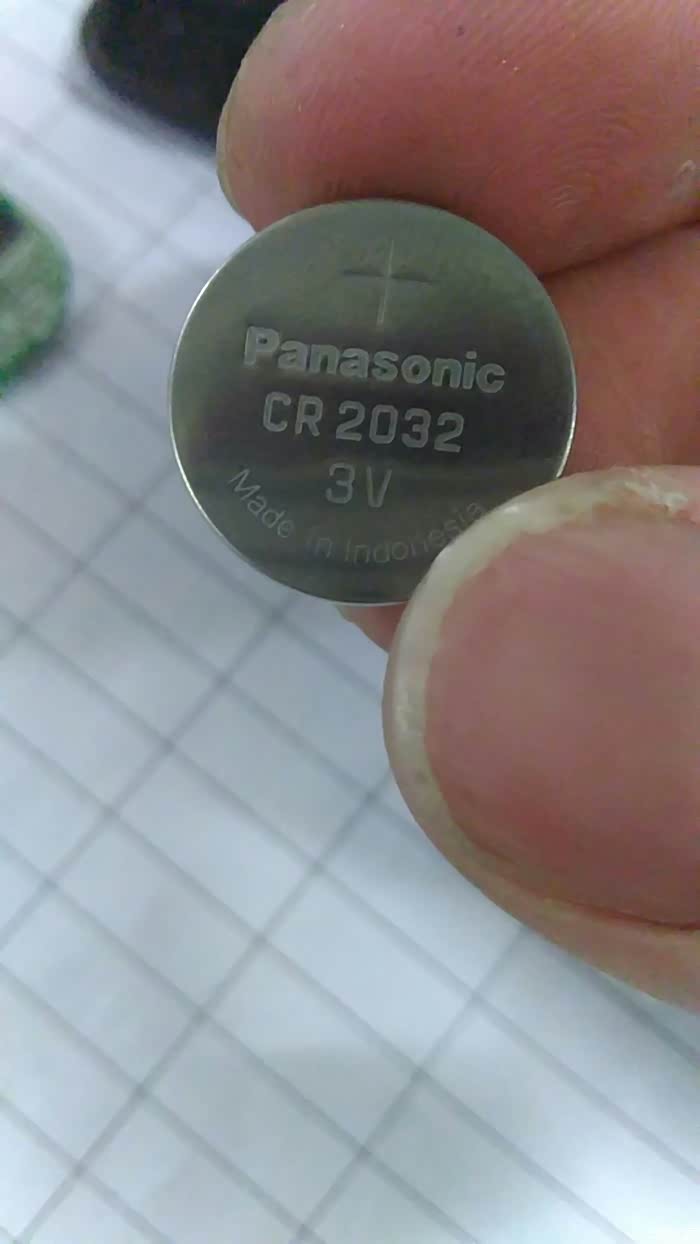 +
Panasonic
CR 2032
3V
Made in Indonesia